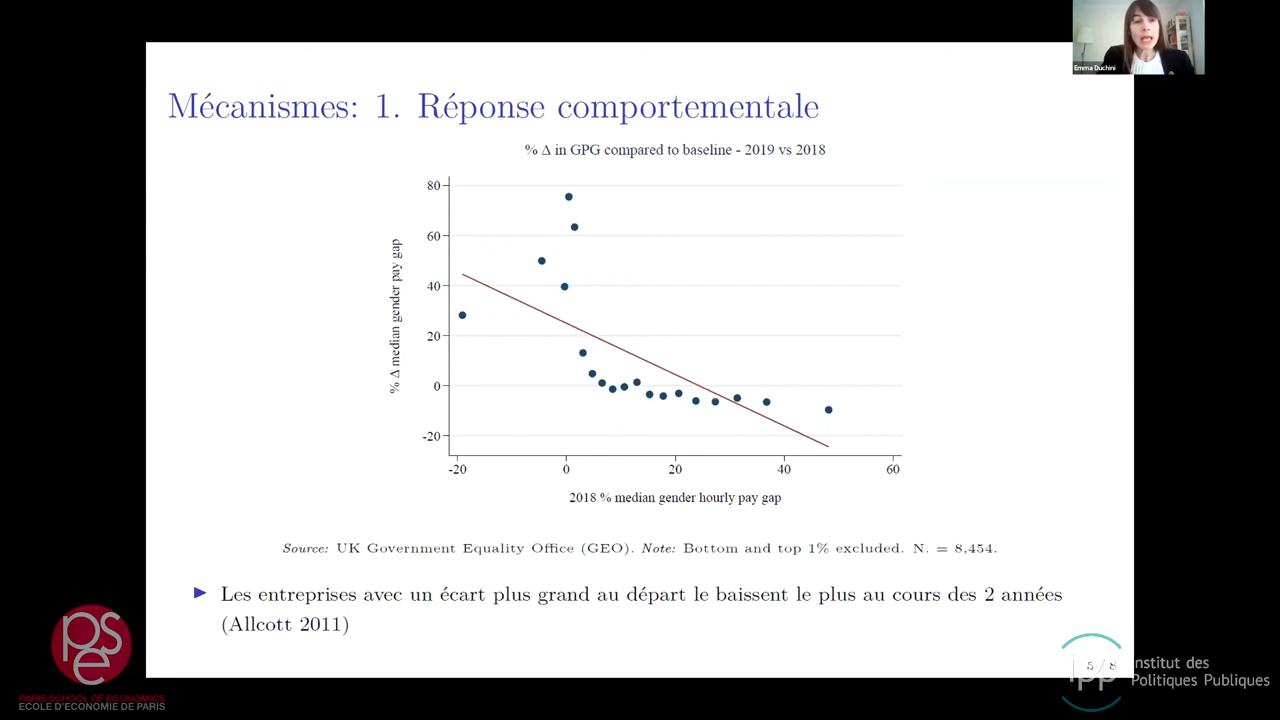 Emma Duchini
Mécanismes: 1. Réponse comportementale
% Δ in GPG compared to baseline - 2019 vs 2018
% Δ median gender pay gap
80
60
40
20
0
-20
-20 0 20 40 60
2018 % median gender hourly pay gap
Source: UK Government Equality Office (GEO). Note: Bottom and top 1% excluded. N. = 8,454.
▶ Les entreprises avec un écart plus grand au départ le baissent le plus au cours des 2 années
(Allcott 2011)
pse
PARIS SCHOOL OF ECONOMICS
ECOLE D'ECONOMIE DE PARIS
5 / 8
ipp
Institut des
Politiques Publiques